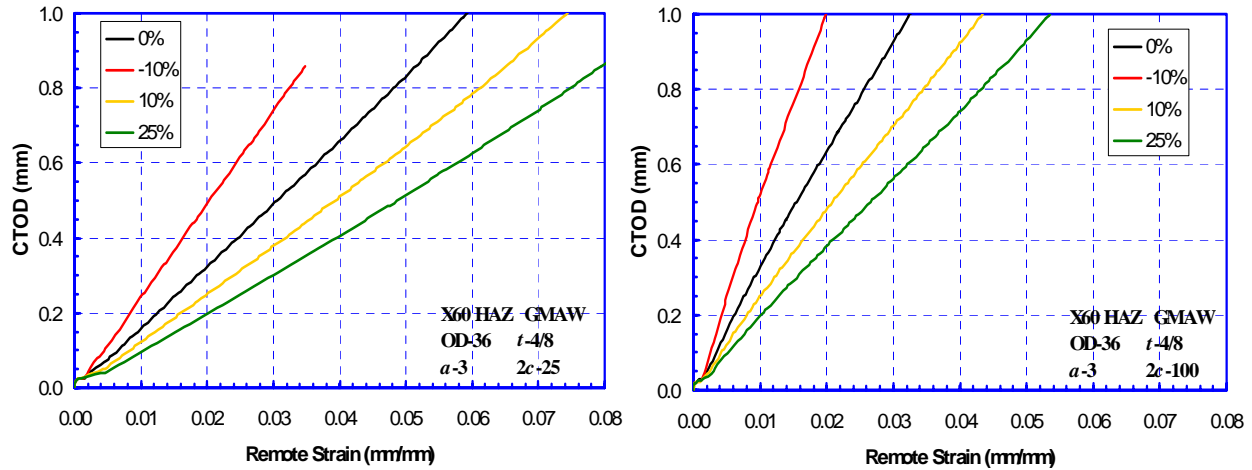 1.0
0.8
0.6
0.4
0.2
0.0
CTOD (mm)
0%
-10%
10%
25%
X60 HAZ GMAW
OD-36 t-4/8
a-3 2c-25
0.00 0.01 0.02 0.03 0.04 0.05 0.06 0.07 0.08
Remote Strain (mm/mm)
1.0
0.8
0.6
0.4
0.2
0.0
CTOD (mm)
0%
-10%
10%
25%
X60 HAZ GMAW
OD-36 t-4/8
a-3 2c-100
0.00 0.01 0.02 0.03 0.04 0.05 0.06 0.07 0.08
Remote Strain (mm/mm)